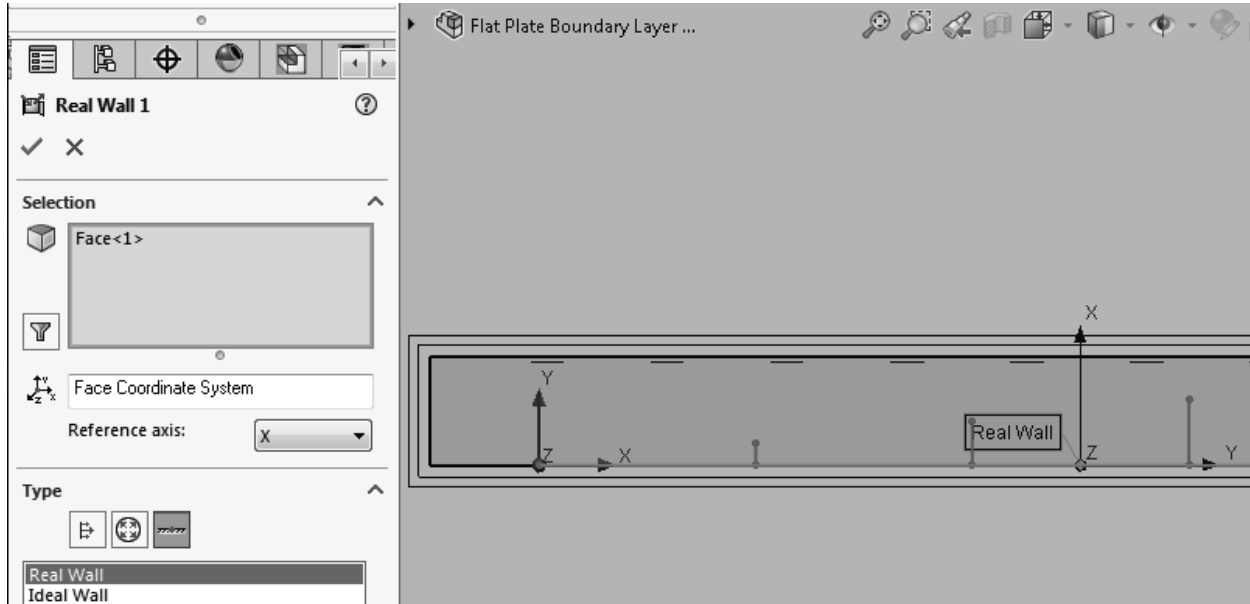 Flat Plate Boundary Layer ...
Real Wall 1
Selection
Face<1>
Face Coordinate System
Reference axis:
X
Type
Real Wall
Ideal Wall
X
Y
Real Wall
Z
X
Z
Y